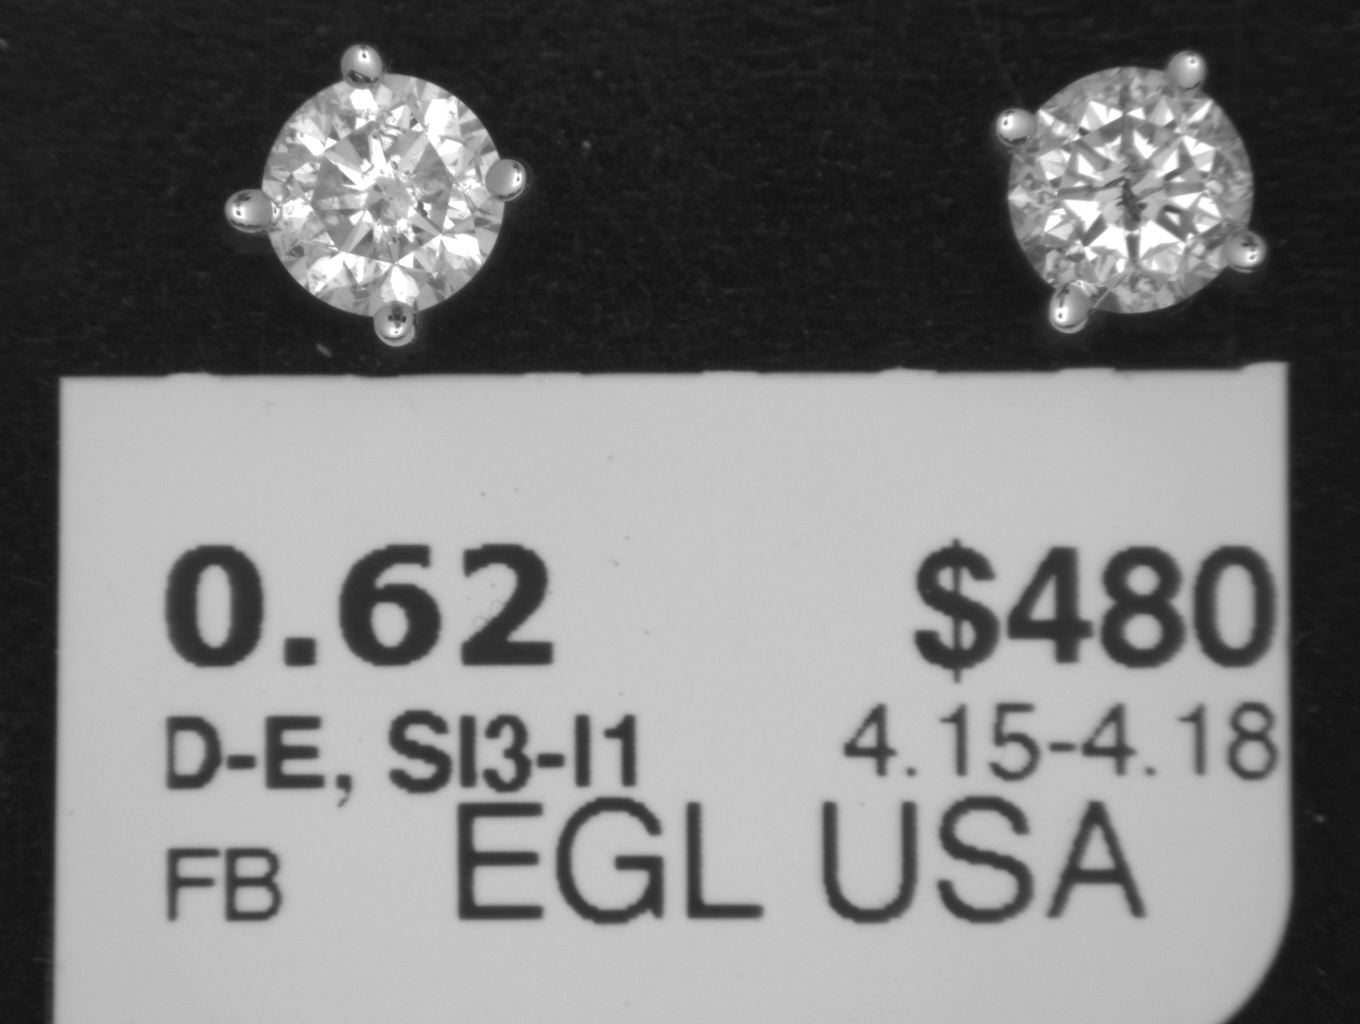 0.62 $480
D-E, SI3-I1 4.15-4.18
FB EGL USA